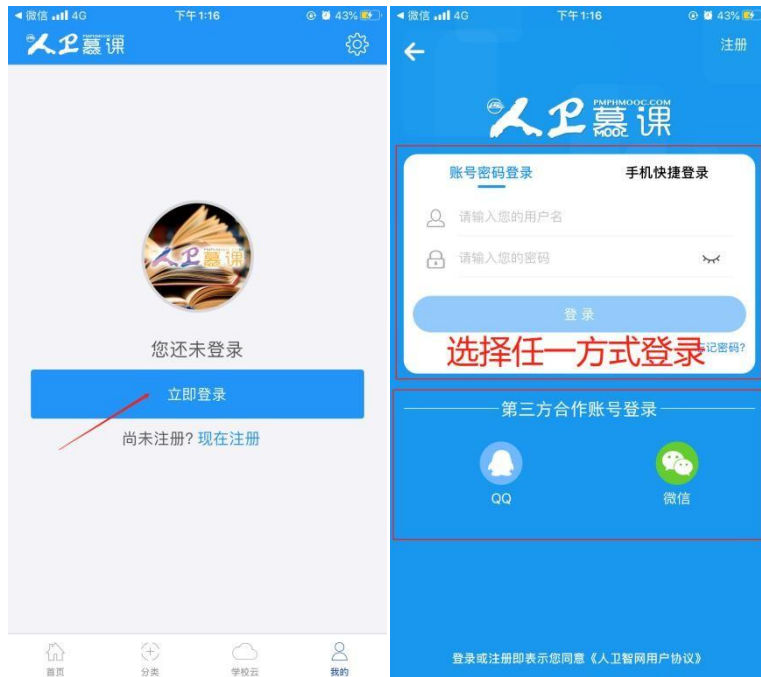 微信 4G 下午1:16 43%
人卫慕课
人卫慕课
您还未登录
立即登录
尚未注册? 现在注册
首页 分类 学校云 我的
微信 4G 下午1:16 43%
注册
PMPHMOOC.COM
人卫慕课
MOOC
账号密码登录 手机快捷登录
请输入您的用户名
请输入您的密码
登录
忘记密码?
选择任一方式登录
第三方合作账号登录
QQ 微信
登录或注册即表示您同意《人卫智网用户协议》